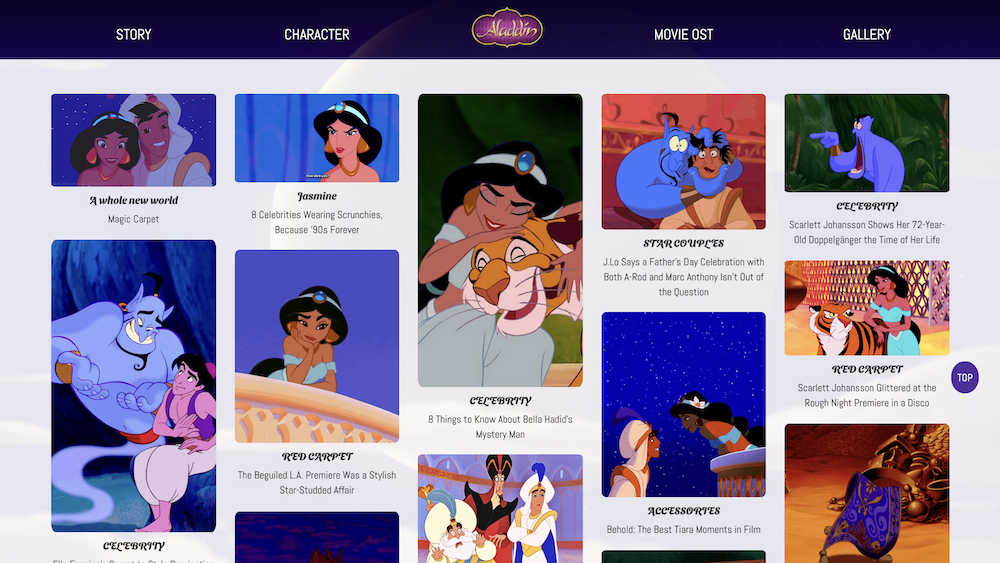 STORY
CHARACTER
Aladdin
MOVIE OST
GALLERY
A whole new world
Magic Carpet
CELEBRITY
Jasmine
8 Celebrities Wearing Scrunchies,
Because '90s Forever
RED CARPET
The Beguiled L.A. Premiere Was a Stylish
Star-Studded Affair
CELEBRITY
8 Things to Know About Bella Hadid's
Mystery Man
STAR COUPLES
J.Lo Says a Father's Day Celebration with
Both A-Rod and Marc Anthony Isn't Out of
the Question
ACCESSORIES
Behold: The Best Tiara Moments in Film
CELEBRITY
Scarlett Johansson Shows Her 72-Year-
Old Doppelgänger the Time of Her Life
RED CARPET
Scarlett Johansson Glittered at the
Rough Night Premiere in a Disco
TOP